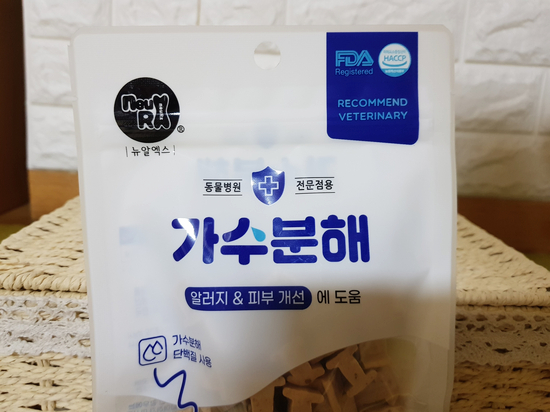 new
RX®
뉴알엑스
FDA
Registered
HACCP
RECOMMEND
VETERINARY
동물병원
전문점용
가수분해
알러지 & 피부 개선 에 도움
가수분해
단백질 사용